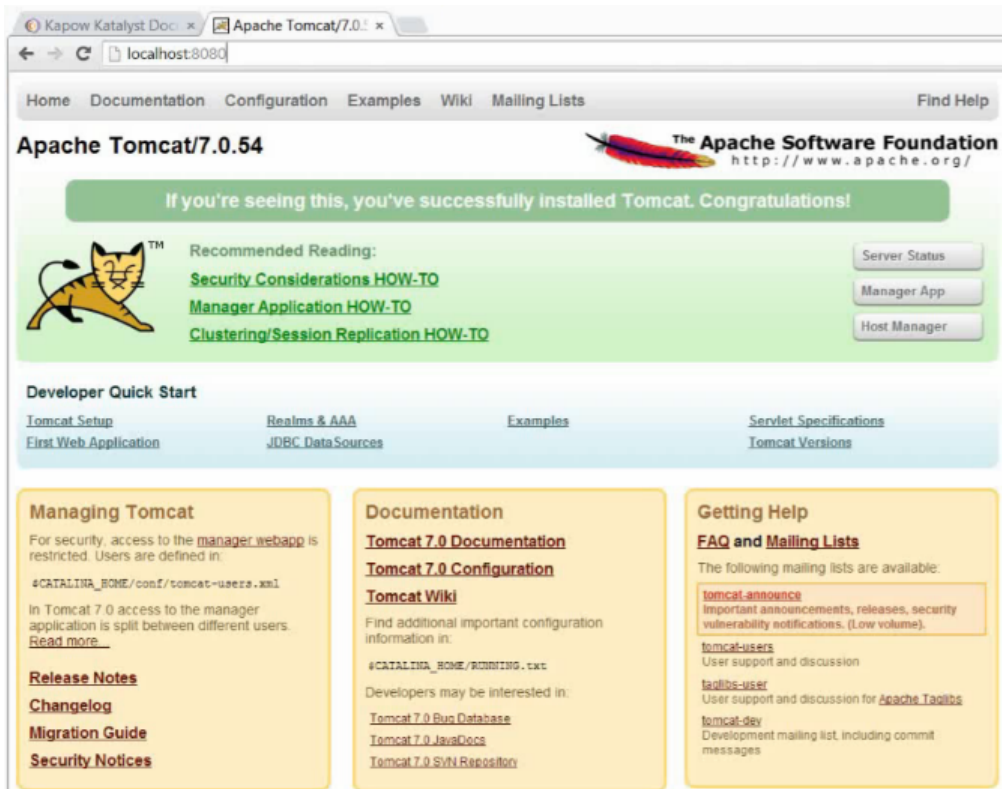 Kapow Katalyst Doc
Apache Tomcat/7.0.5
localhost:8080
Home Documentation Configuration Examples Wiki Mailing Lists Find Help
Apache Tomcat/7.0.54
The Apache Software Foundation
http://www.apache.org/
If you're seeing this, you've successfully installed Tomcat. Congratulations!
TM
Recommended Reading:
Security Considerations HOW-TO
Manager Application HOW-TO
Clustering/Session Replication HOW-TO
Server Status
Manager App
Host Manager
Developer Quick Start
Tomcat Setup
First Web Application
Realms & AAA
JDBC DataSources
Examples
Servlet Specifications
Tomcat Versions
Managing Tomcat
For security, access to the manager webapp is
restricted. Users are defined in:
$CATALINA_HOME/conf/tomcat-users.xml
In Tomcat 7.0 access to the manager
application is split between different users.
Read more...
Release Notes
Changelog
Migration Guide
Security Notices
Documentation
Tomcat 7.0 Documentation
Tomcat 7.0 Configuration
Tomcat Wiki
Find additional important configuration
information in:
$CATALINA_HOME/RUNNING.txt
Developers may be interested in:
Tomcat 7.0 Bug Database
Tomcat 7.0 JavaDocs
Tomcat 7.0 SVN Repository
Getting Help
FAQ and Mailing Lists
The following mailing lists are available:
tomcat-announce
Important announcements, releases, security
vulnerability notifications. (Low volume).
tomcat-users
User support and discussion
taglibs-user
User support and discussion for Apache Taglibs
tomcat-dev
Development mailing list, including commit
messages